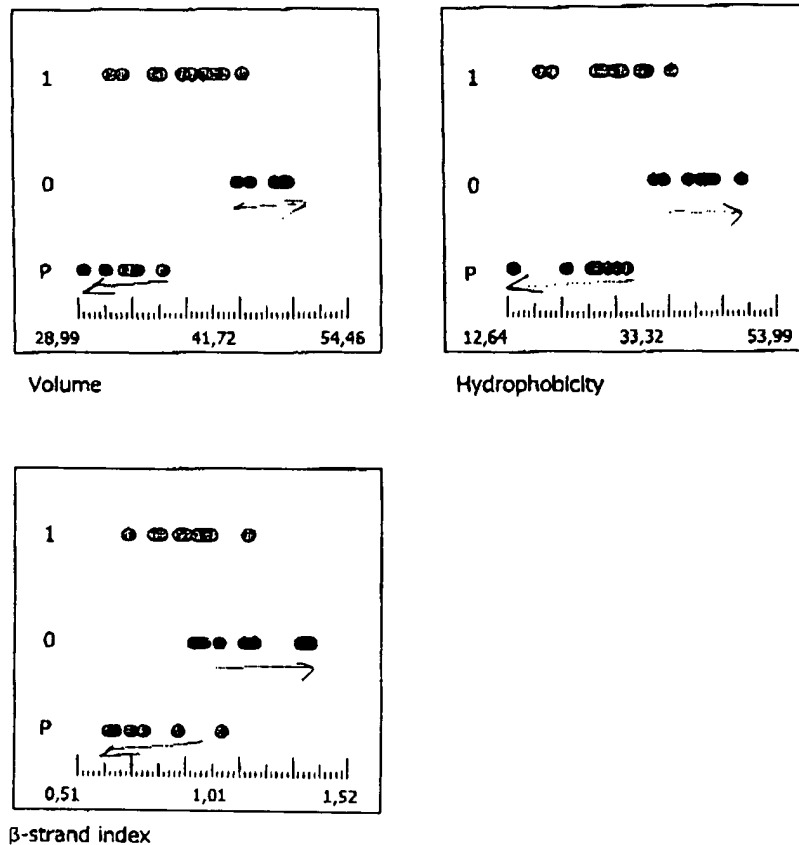 1
0
P
28,99 41,72 54,46
Volume
1
0
P
12,64 33,32 53,99
Hydrophobicity
1
0
P
0,51 1,01 1,52
β-strand index